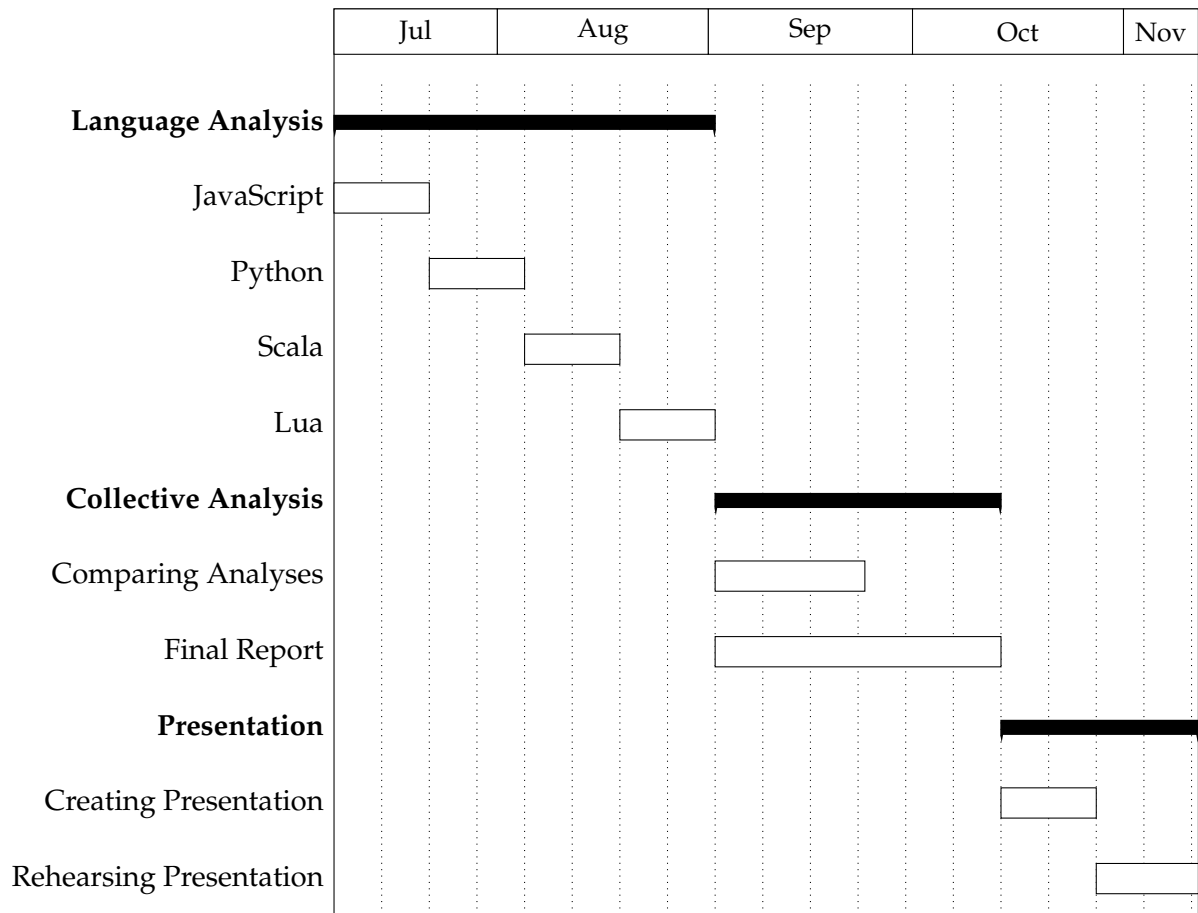 Jul Aug Sep Oct Nov
Language Analysis
JavaScript
Python
Scala
Lua
Collective Analysis
Comparing Analyses
Final Report
Presentation
Creating Presentation
Rehearsing Presentation